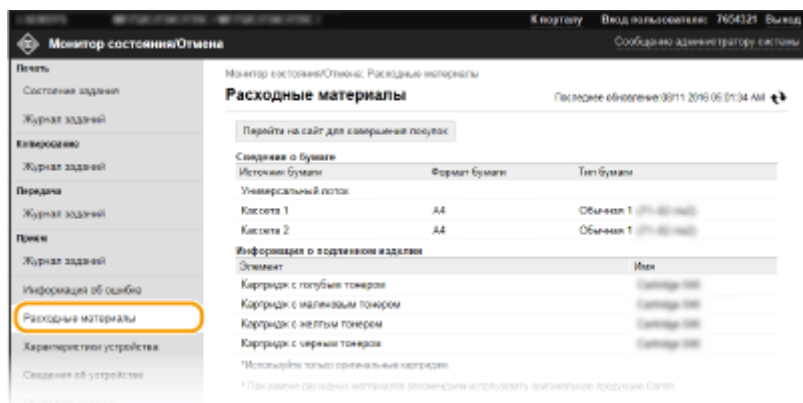 К порталу Вход пользователя: 7654321 Выход
Монитор состояния/Отмена Сообщение администратору системы
Печать
Состояние задания
Журнал заданий
Копирование
Журнал заданий
Передача
Журнал заданий
Прием
Журнал заданий
Информация об ошибке
Расходные материалы
Характеристики устройства
Сведения об устройстве
Монитор состояния/Отмена: Расходные материалы
Расходные материалы Последнее обновление:08/11 2016 05:01:34 AM
Перейти на сайт для совершения покупок
Сведения о бумаге
Источник бумаги Формат бумаги Тип бумаги
Универсальный лоток
Кассета 1 A4 Обычная 1
Кассета 2 A4 Обычная 1
Информация о подлинном изделии
Элемент Имя
Картридж с голубым тонером
Картридж с малиновым тонером
Картридж с желтым тонером
Картридж с черным тонером
*Используйте только оригинальные картриджи.
* При замене расходных материалов рекомендуем использовать оригинальную продукцию Canon.